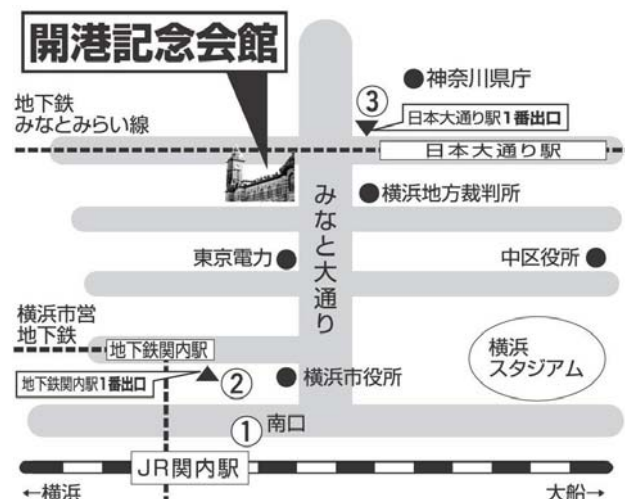 開港記念会館
●神奈川県庁
地下鉄
みなとみらい線
③
日本大通り駅1番出口
日本大通り駅
みなと大通り
●横浜地方裁判所
東京電力●
中区役所●
横浜市営
地下鉄
地下鉄関内駅
地下鉄関内駅1番出口
②
●横浜市役所
横浜
スタジアム
①
南口
JR関内駅
←横浜
大船→